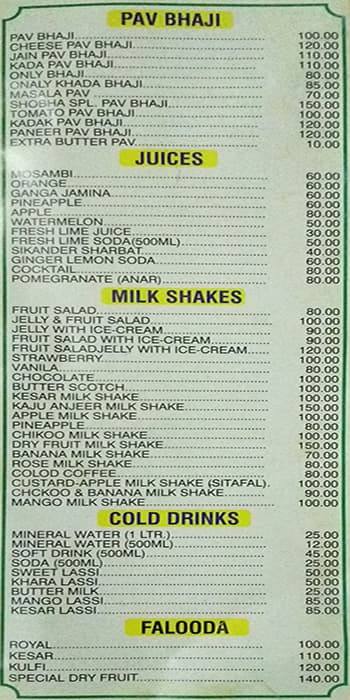 PAV BHAJI
PAV BHAJI 100.00
CHEESE PAV BHAJI 120.00
JAIN PAV BHAJI 110.00
KADA PAV BHAJI 110.00
ONLY BHAJI 80.00
ONALY KHADA BHAJI 85.00
MASALA PAV 70.00
SHOBHA SPL. PAV BHAJI 150.00
TOMATO PAV BHAJI 100.00
KADAK PAV BHAJI 120.00
PANEER PAV BHAJI 120.00
EXTRA BUTTER PAV 10.00
JUICES
MOSAMBI 60.00
ORANGE 60.00
GANGA JAMINA 60.00
PINEAPPLE 60.00
APPLE 80.00
WATERMELON 50.00
FRESH LIME JUICE 30.00
FRESH LIME SODA(500ML) 50.00
SIKANDER SHARBAT 40.00
GINGER LEMON SODA 60.00
COCKTAIL 80.00
POMEGRANATE (ANAR) 80.00
MILK SHAKES
FRUIT SALAD 80.00
JELLY & FRUIT SALAD 100.00
JELLY WITH ICE-CREAM 90.00
FRUIT SALAD WITH ICE-CREAM 90.00
FRUIT SALADJELLY WITH ICE-CREAM 120.00
STRAWBERRY 100.00
VANILA 80.00
CHOCOLATE 100.00
BUTTER SCOTCH 100.00
KESAR MILK SHAKE 100.00
KAJU ANJEER MILK SHAKE 150.00
APPLE MILK SHAKE 100.00
PINEAPPLE 80.00
CHIKOO MILK SHAKE 100.00
DRY FRUIT MILK SHAKE 150.00
BANANA MILK SHAKE 70.00
ROSE MILK SHAKE 80.00
COLOD COFFEE 80.00
CUSTARD-APPLE MILK SHAKE (SITAFAL). 100.00
CHCKOO & BANANA MILK SHAKE 90.00
MANGO MILK SHAKE 100.00
COLD DRINKS
MINERAL WATER (1 LTR.) 25.00
MINERAL WATER (500ML) 12.00
SOFT DRINK (500ML) 45.00
SODA (500ML) 25.00
SWEET LASSI 50.00
KHARA LASSI 50.00
BUTTER MILK 25.00
MANGO LASSI 85.00
KESAR LASSI 85.00
FALOODA
ROYAL 100.00
KESAR 110.00
KULFI 120.00
SPECIAL DRY FRUIT 140.00